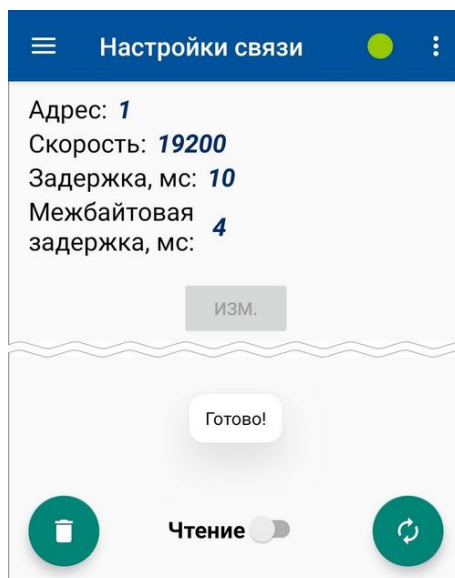 Настройки связи
Адрес: 1
Скорость: 19200
Задержка, мс: 10
Межбайтовая
задержка, мс: 4
изм.
Готово!
Чтение